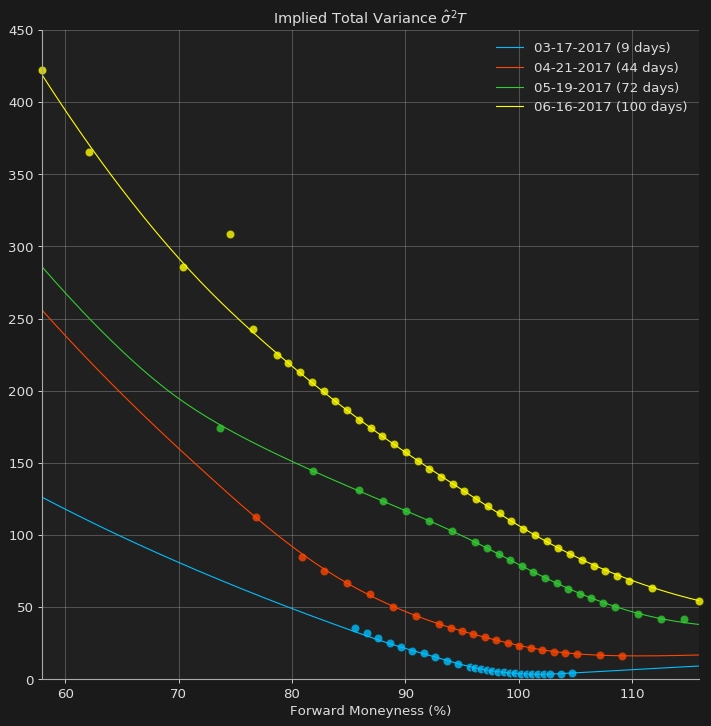 Implied Total Variance σ̂²T
03-17-2017 (9 days)
04-21-2017 (44 days)
05-19-2017 (72 days)
06-16-2017 (100 days)
450
400
350
300
250
200
150
100
50
0
60 70 80 90 100 110
Forward Moneyness (%)